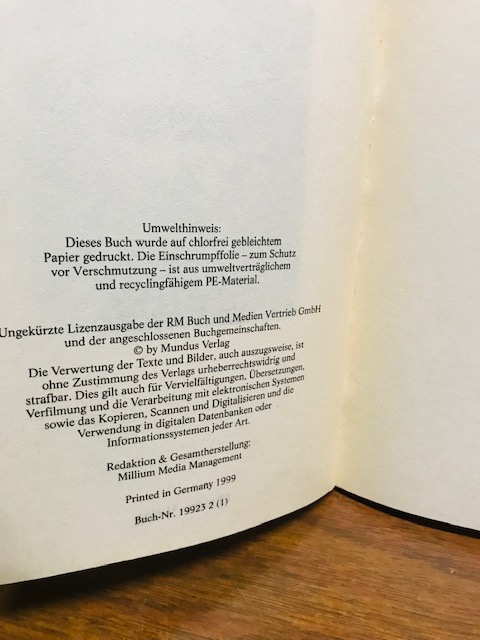 Umwelthinweis:
Dieses Buch wurde auf chlorfrei gebleichtem
Papier gedruckt. Die Einschrumpffolie – zum Schutz
vor Verschmutzung – ist aus umweltverträglichem
und recyclingfähigem PE-Material.
Ungekürzte Lizenzausgabe der RM Buch und Medien Vertrieb GmbH
und der angeschlossenen Buchgemeinschaften.
© by Mundus Verlag
Die Verwertung der Texte und Bilder, auch auszugsweise, ist
ohne Zustimmung des Verlags urheberrechtswidrig und
strafbar. Dies gilt auch für Vervielfältigungen, Übersetzungen,
Verfilmung und die Verarbeitung mit elektronischen Systemen
sowie das Kopieren, Scannen und Digitalisieren und die
Verwendung in digitalen Datenbanken oder
Informationssystemen jeder Art.
Redaktion & Gesamtherstellung:
Millium Media Management
Printed in Germany 1999
Buch-Nr. 19923 2 (1)